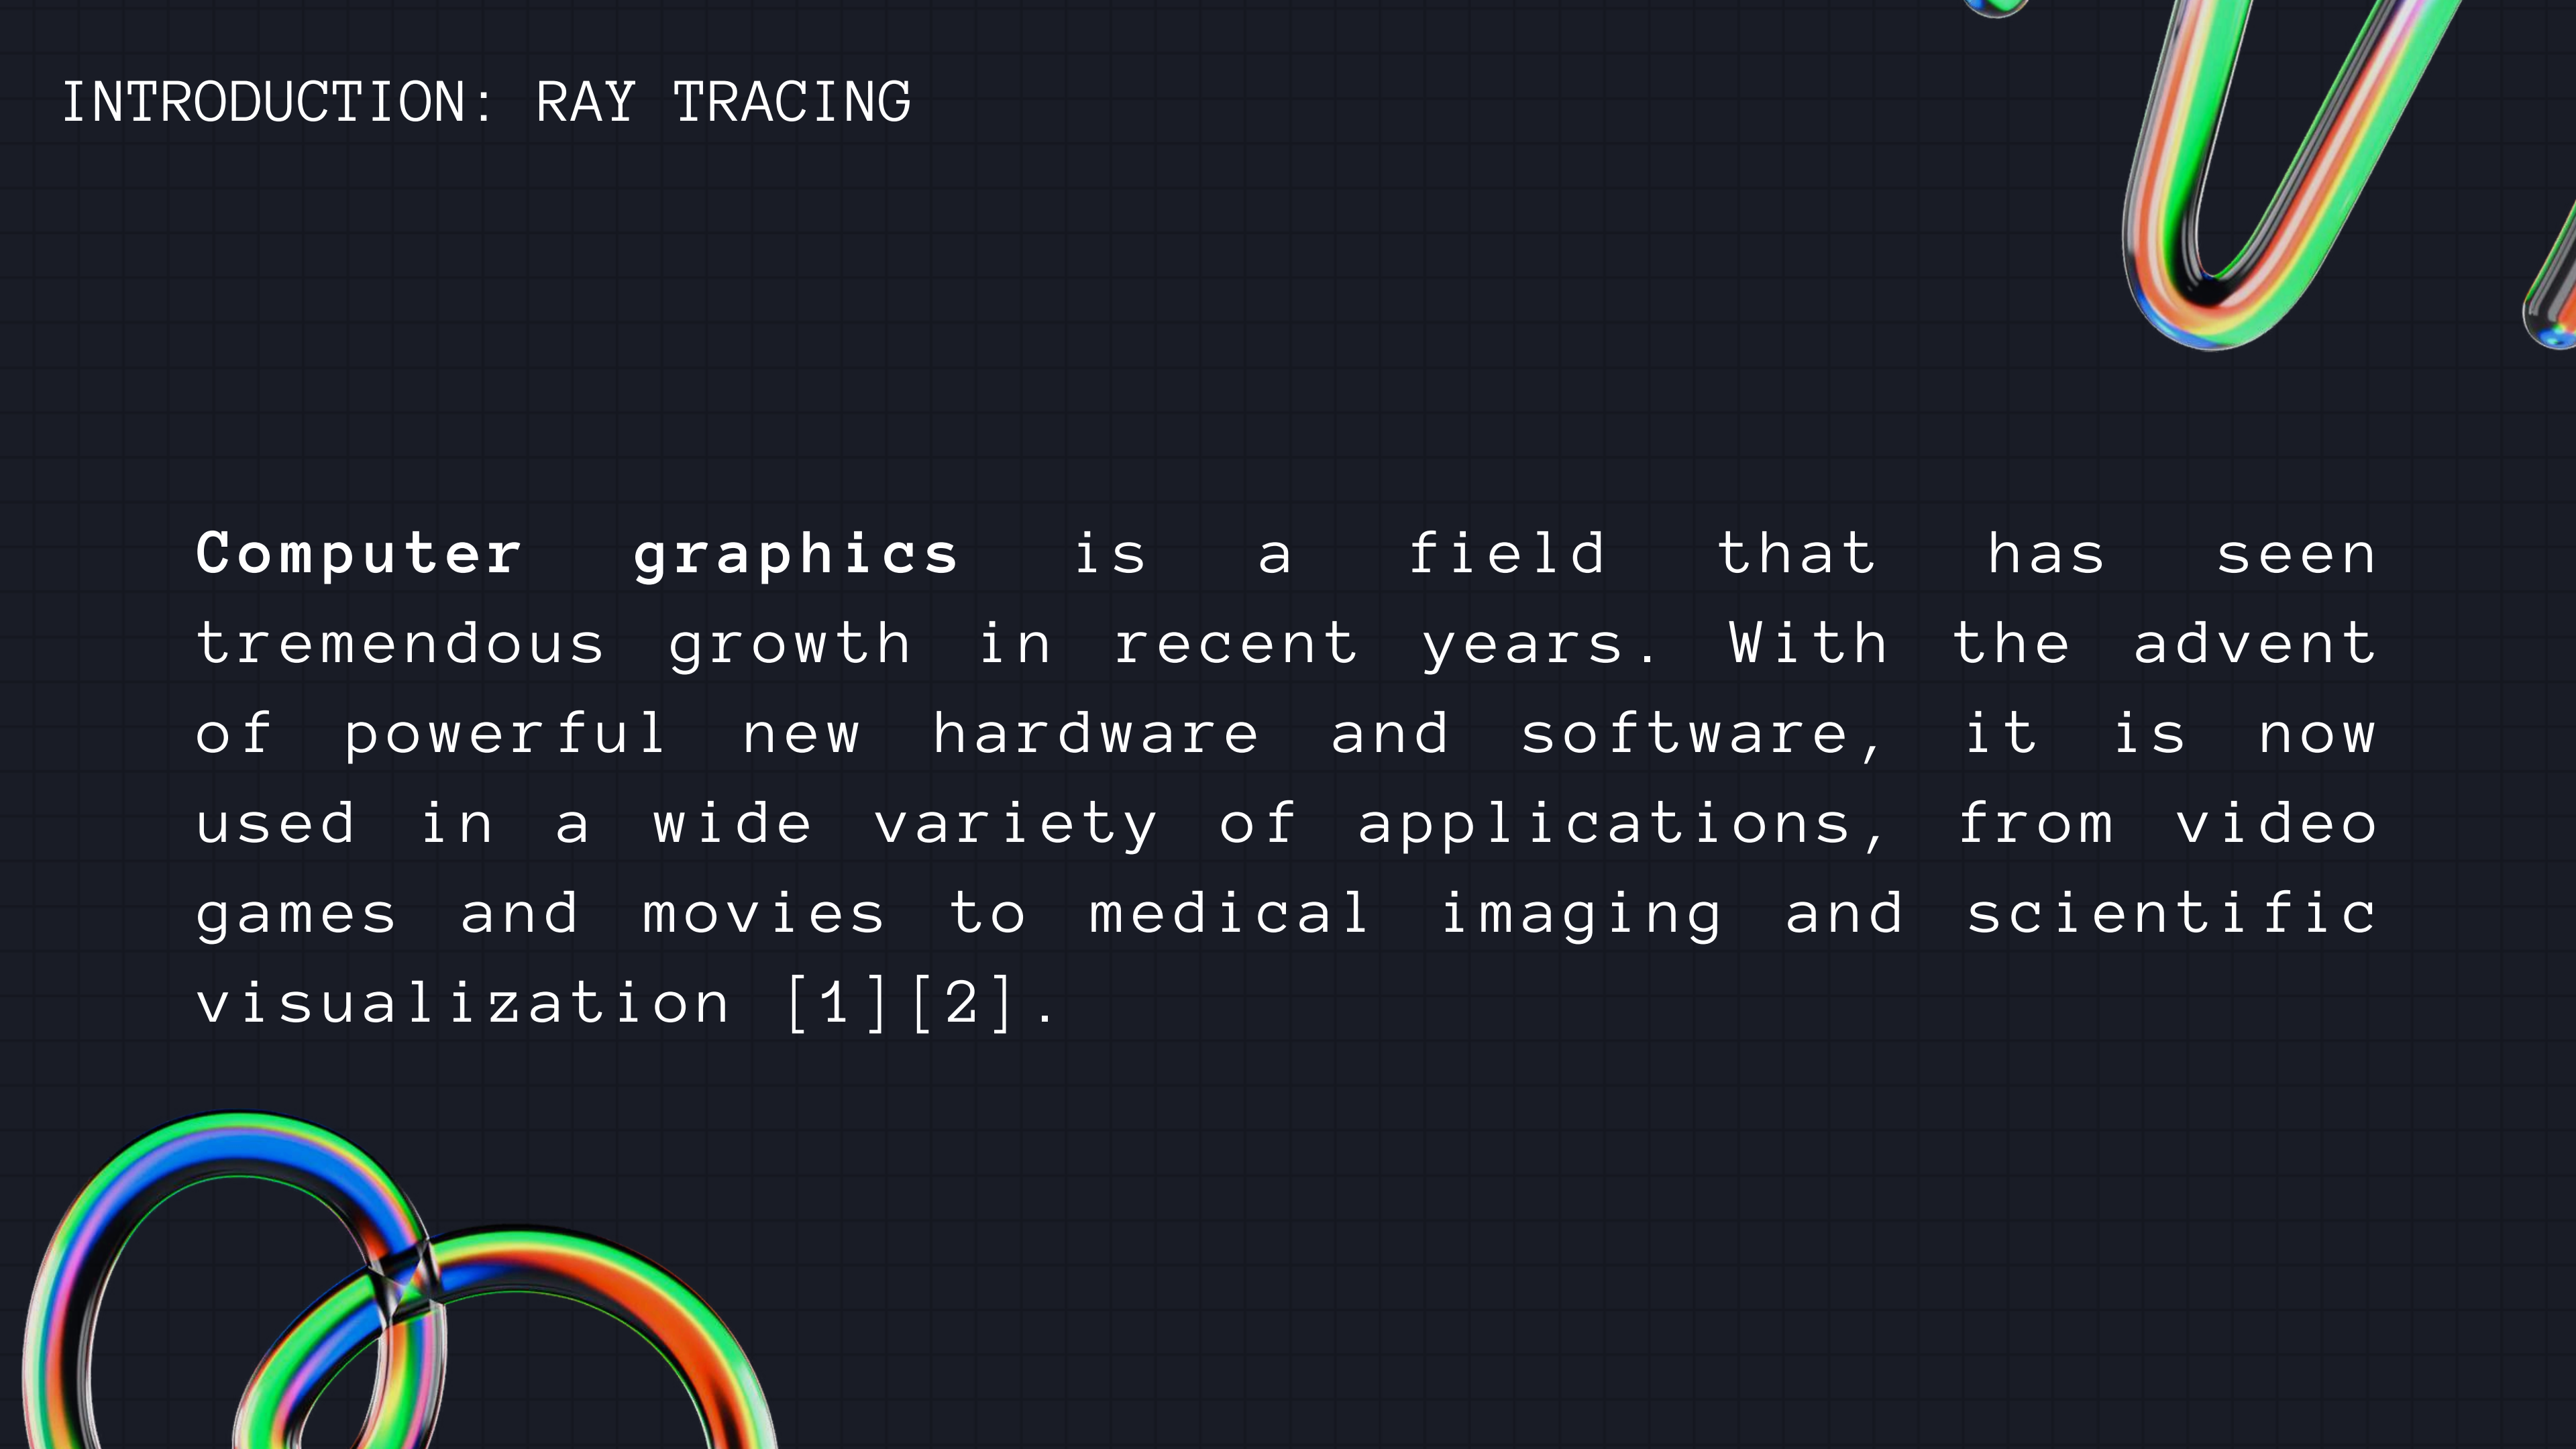 INTRODUCTION: RAY TRACING
Computer graphics is a field that has seen
tremendous growth in recent years. With the advent
of powerful new hardware and software, it is now
used in a wide variety of applications, from video
games and movies to medical imaging and scientific
visualization [1][2].